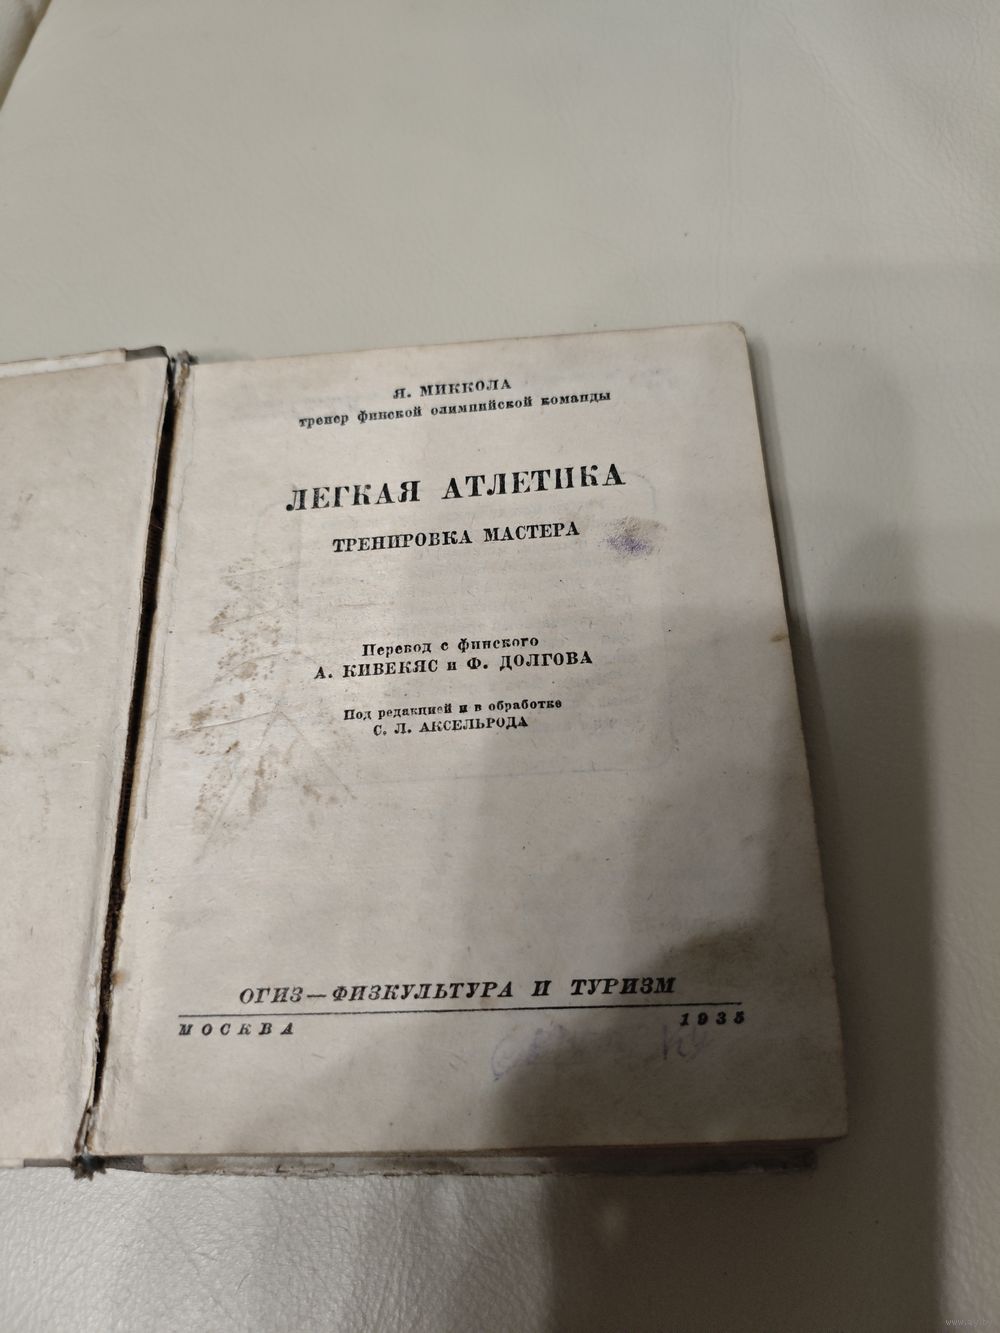 Я. МИККОЛА
тренер финской олимпийской команды
ЛЕГКАЯ АТЛЕТИКА
ТРЕНИРОВКА МАСТЕРА
Перевод с финского
А. КИВЕКЯС и Ф. ДОЛГОВА
Под редакцией и в обработке
С. Л. АКСЕЛЬРОДА
ОГИЗ—ФИЗКУЛЬТУРА И ТУРИЗМ
МОСКВА 1935